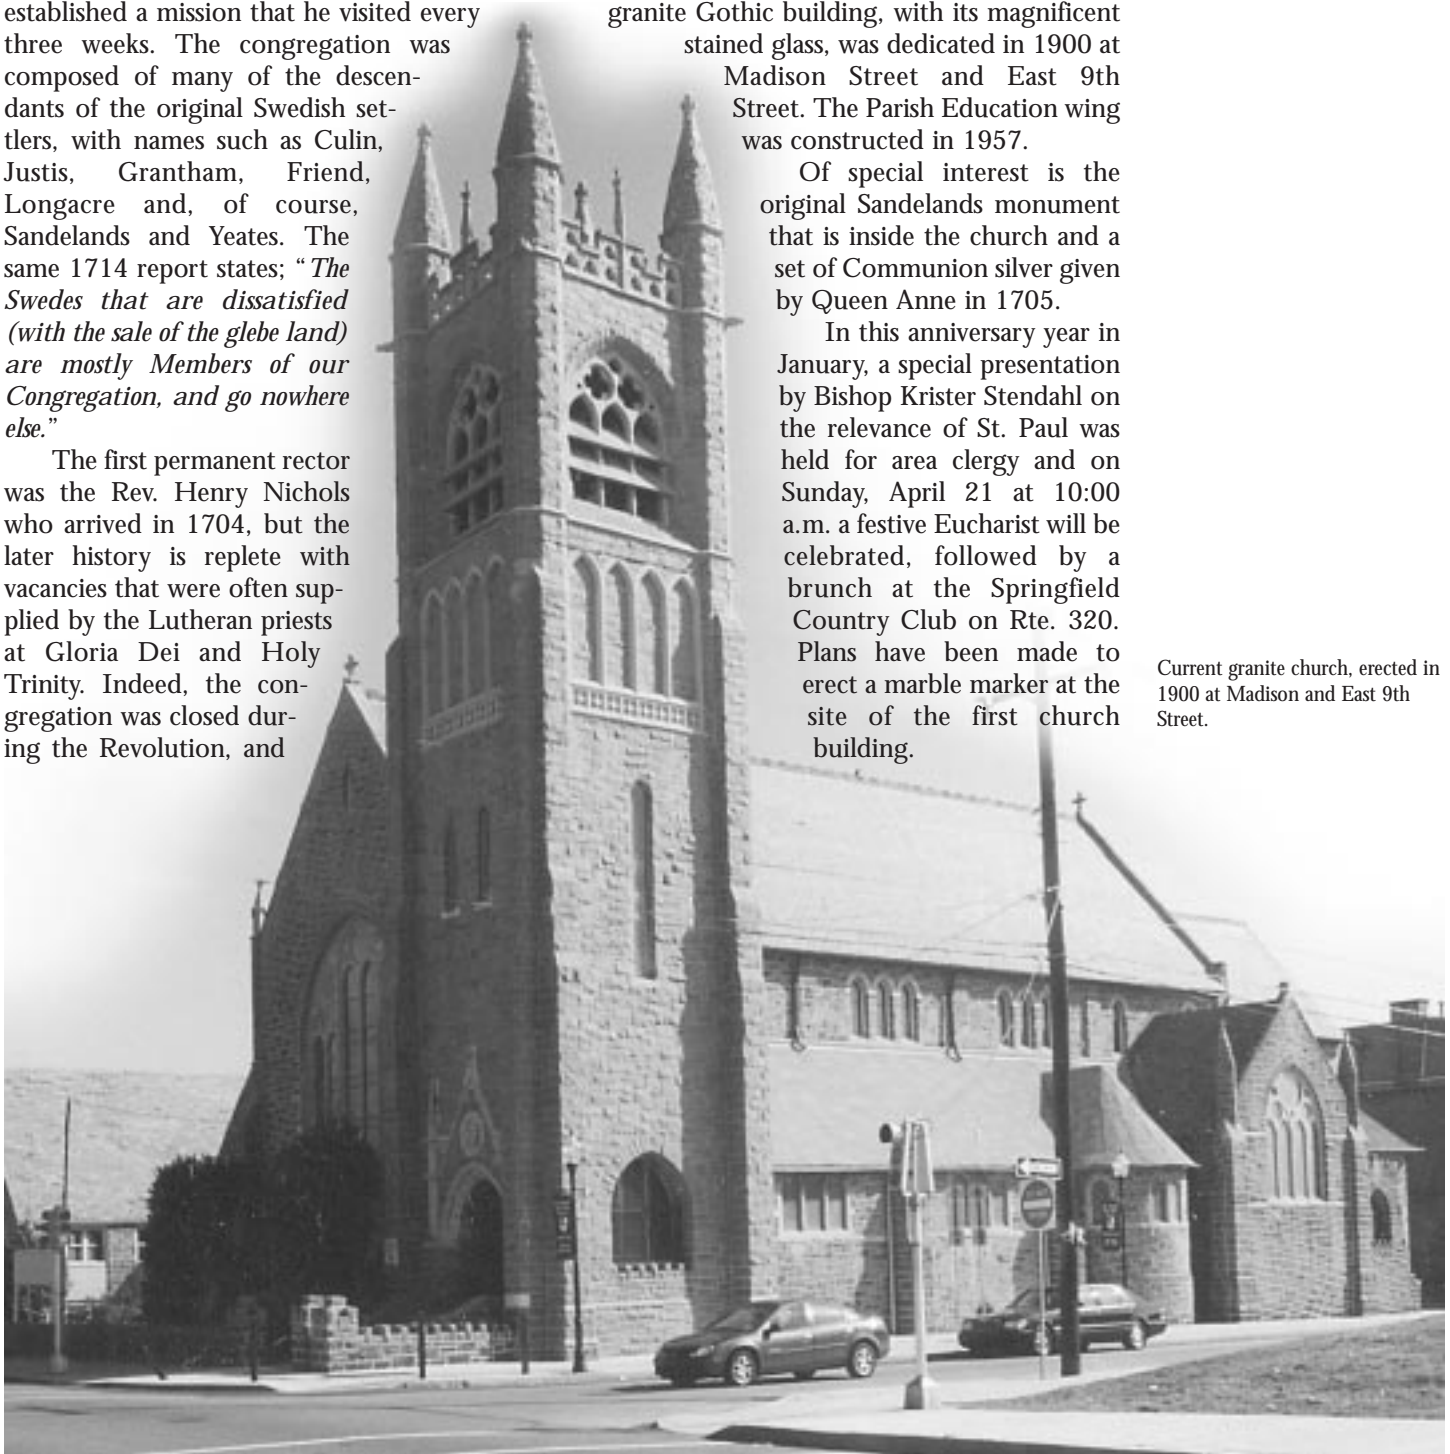 established a mission that he visited every
three weeks. The congregation was
composed of many of the descen-
dants of the original Swedish set-
tlers, with names such as Culin,
Justis, Grantham, Friend,
Longacre and, of course,
Sandelands and Yeates. The
same 1714 report states; “The
Swedes that are dissatisfied
(with the sale of the glebe land)
are mostly Members of our
Congregation, and go nowhere
else.”
The first permanent rector
was the Rev. Henry Nichols
who arrived in 1704, but the
later history is replete with
vacancies that were often sup-
plied by the Lutheran priests
at Gloria Dei and Holy
Trinity. Indeed, the con-
gregation was closed dur-
ing the Revolution, and
granite Gothic building, with its magnificent
stained glass, was dedicated in 1900 at
Madison Street and East 9th
Street. The Parish Education wing
was constructed in 1957.
Of special interest is the
original Sandelands monument
that is inside the church and a
set of Communion silver given
by Queen Anne in 1705.
In this anniversary year in
January, a special presentation
by Bishop Krister Stendahl on
the relevance of St. Paul was
held for area clergy and on
Sunday, April 21 at 10:00
a.m. a festive Eucharist will be
celebrated, followed by a
brunch at the Springfield
Country Club on Rte. 320.
Plans have been made to
erect a marble marker at the
site of the first church
building.
Current granite church, erected in
1900 at Madison and East 9th
Street.